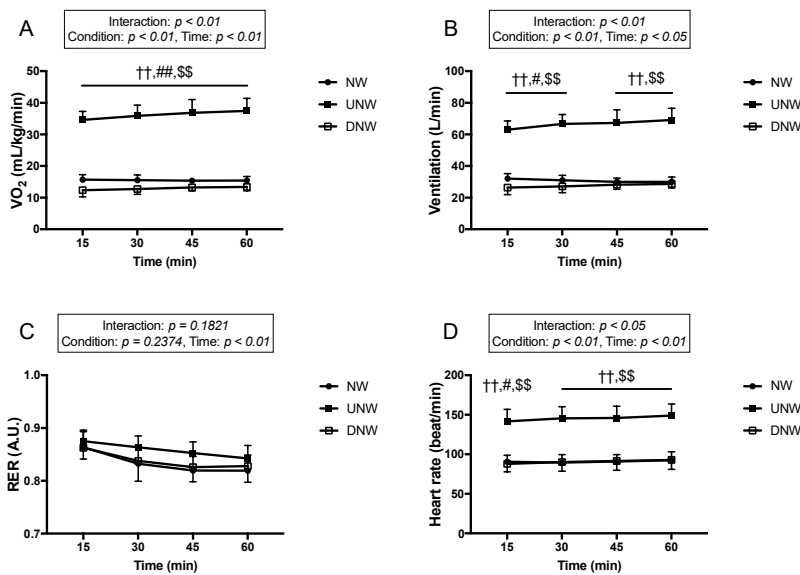 A
Interaction: p < 0.01
Condition: p < 0.01, Time: p < 0.01
††,##,$$
50
40
30
20
10
0
VO2 (mL/kg/min)
15 30 45 60
Time (min)
NW
UNW
DNW
B
Interaction: p < 0.01
Condition: p < 0.01, Time: p < 0.05
††,#,$$ ††,$$
100
80
60
40
20
0
Ventilation (L/min)
15 30 45 60
Time (min)
NW
UNW
DNW
C
Interaction: p = 0.1821
Condition: p = 0.2374, Time: p < 0.01
1.0
0.9
0.8
0.7
RER (A.U.)
15 30 45 60
Time (min)
NW
UNW
DNW
D
Interaction: p < 0.05
Condition: p < 0.01, Time: p < 0.01
††,#,$$ ††,$$
200
150
100
50
0
Heart rate (beat/min)
15 30 45 60
Time (min)
NW
UNW
DNW